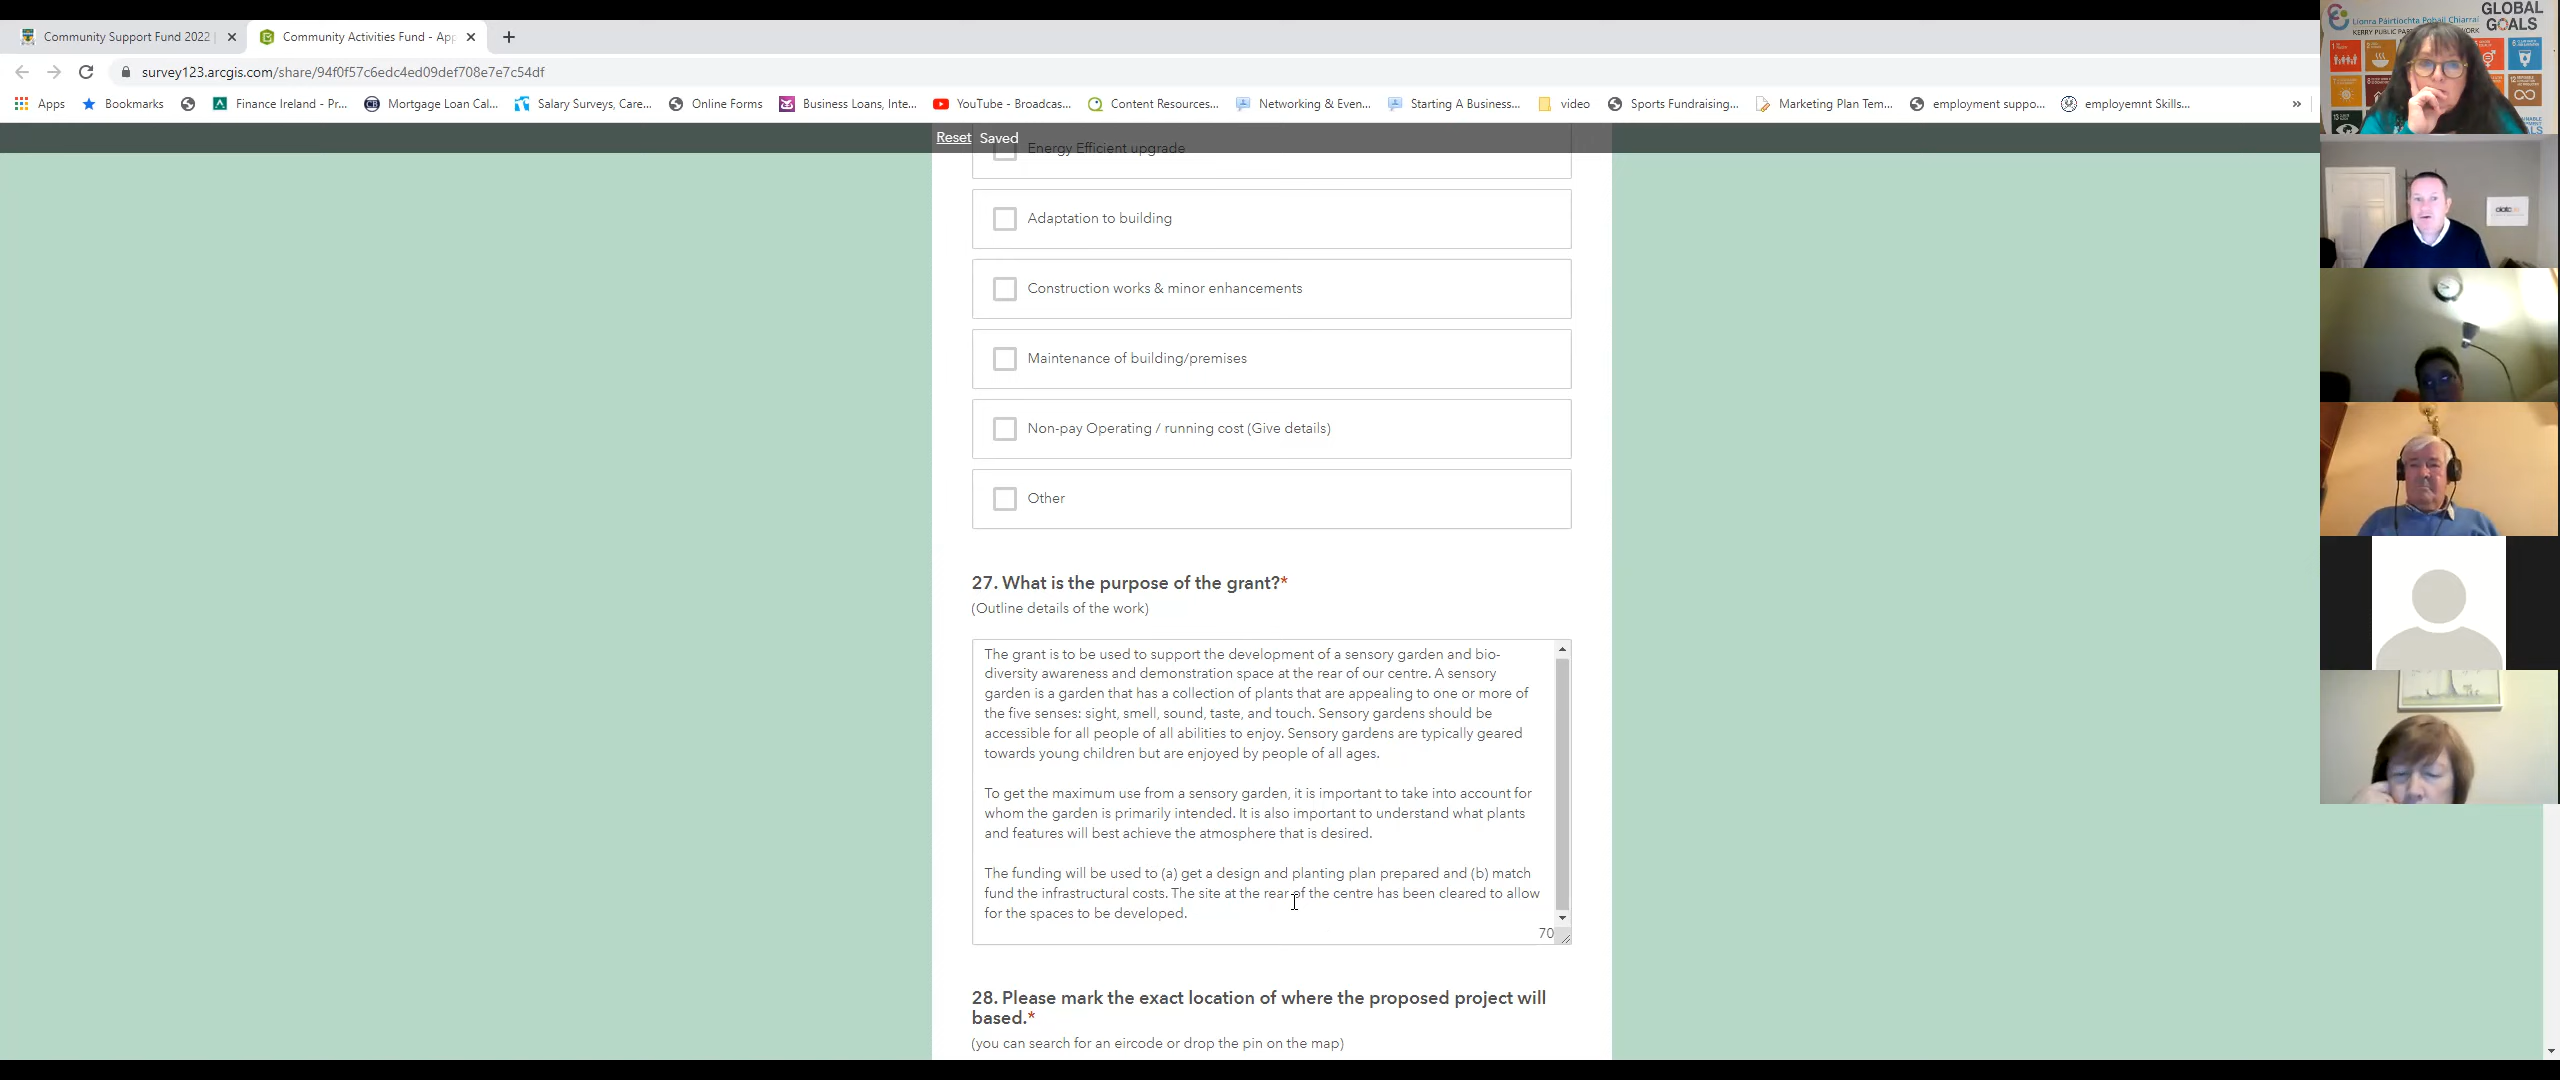 Community Support Fund 2022 |
Community Activities Fund - App
survey123.arcgis.com/share/94f0f57c6edc4ed09def708e7e7c54df
Apps
Bookmarks
Finance Ireland - Pr...
Mortgage Loan Cal...
Salary Surveys, Care...
Online Forms
Business Loans, Inte...
YouTube - Broadcas...
Content Resources...
Networking & Even...
Starting A Business...
video
Sports Fundraising...
Marketing Plan Tem...
employment suppo...
employemnt Skills...
»
Reset Saved
Energy Efficient upgrade
Adaptation to building
Construction works & minor enhancements
Maintenance of building/premises
Non-pay Operating / running cost (Give details)
Other
27. What is the purpose of the grant?*
(Outline details of the work)
The grant is to be used to support the development of a sensory garden and bio-
diversity awareness and demonstration space at the rear of our centre. A sensory
garden is a garden that has a collection of plants that are appealing to one or more of
the five senses: sight, smell, sound, taste, and touch. Sensory gardens should be
accessible for all people of all abilities to enjoy. Sensory gardens are typically geared
towards young children but are enjoyed by people of all ages.
To get the maximum use from a sensory garden, it is important to take into account for
whom the garden is primarily intended. It is also important to understand what plants
and features will best achieve the atmosphere that is desired.
The funding will be used to (a) get a design and planting plan prepared and (b) match
fund the infrastructural costs. The site at the rear of the centre has been cleared to allow
for the spaces to be developed.
70
28. Please mark the exact location of where the proposed project will
based.*
(you can search for an eircode or drop the pin on the map)
Líonra Páirtíochta Pobail Chiarraí
KERRY PUBLIC
GLOBAL
GOALS